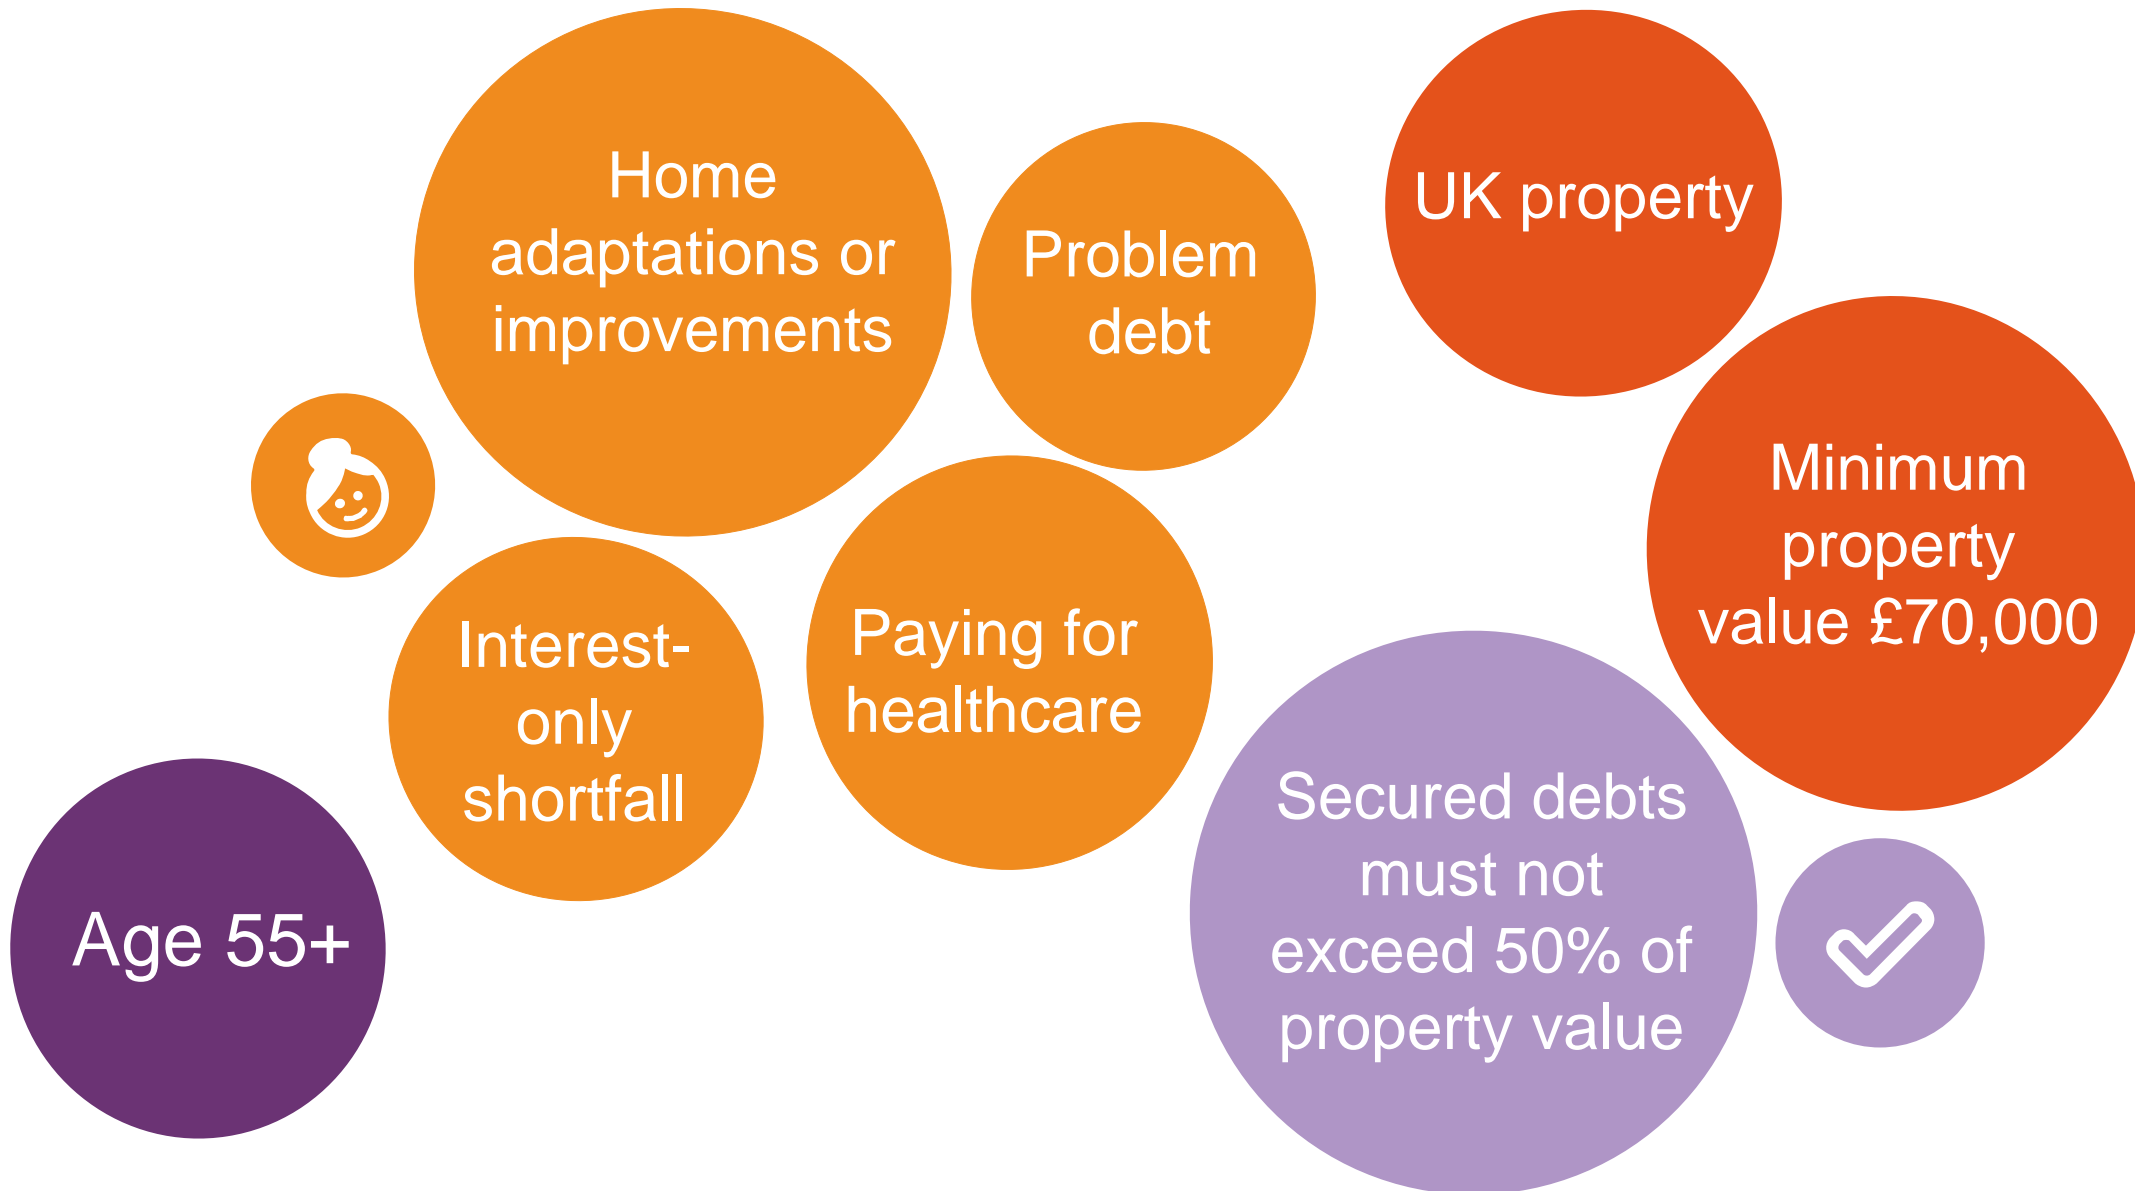 Home
adaptations or
improvements
Problem
debt
UK property
Minimum
property
value £70,000
Interest-
only
shortfall
Paying for
healthcare
Secured debts
must not
exceed 50% of
property value
Age 55+